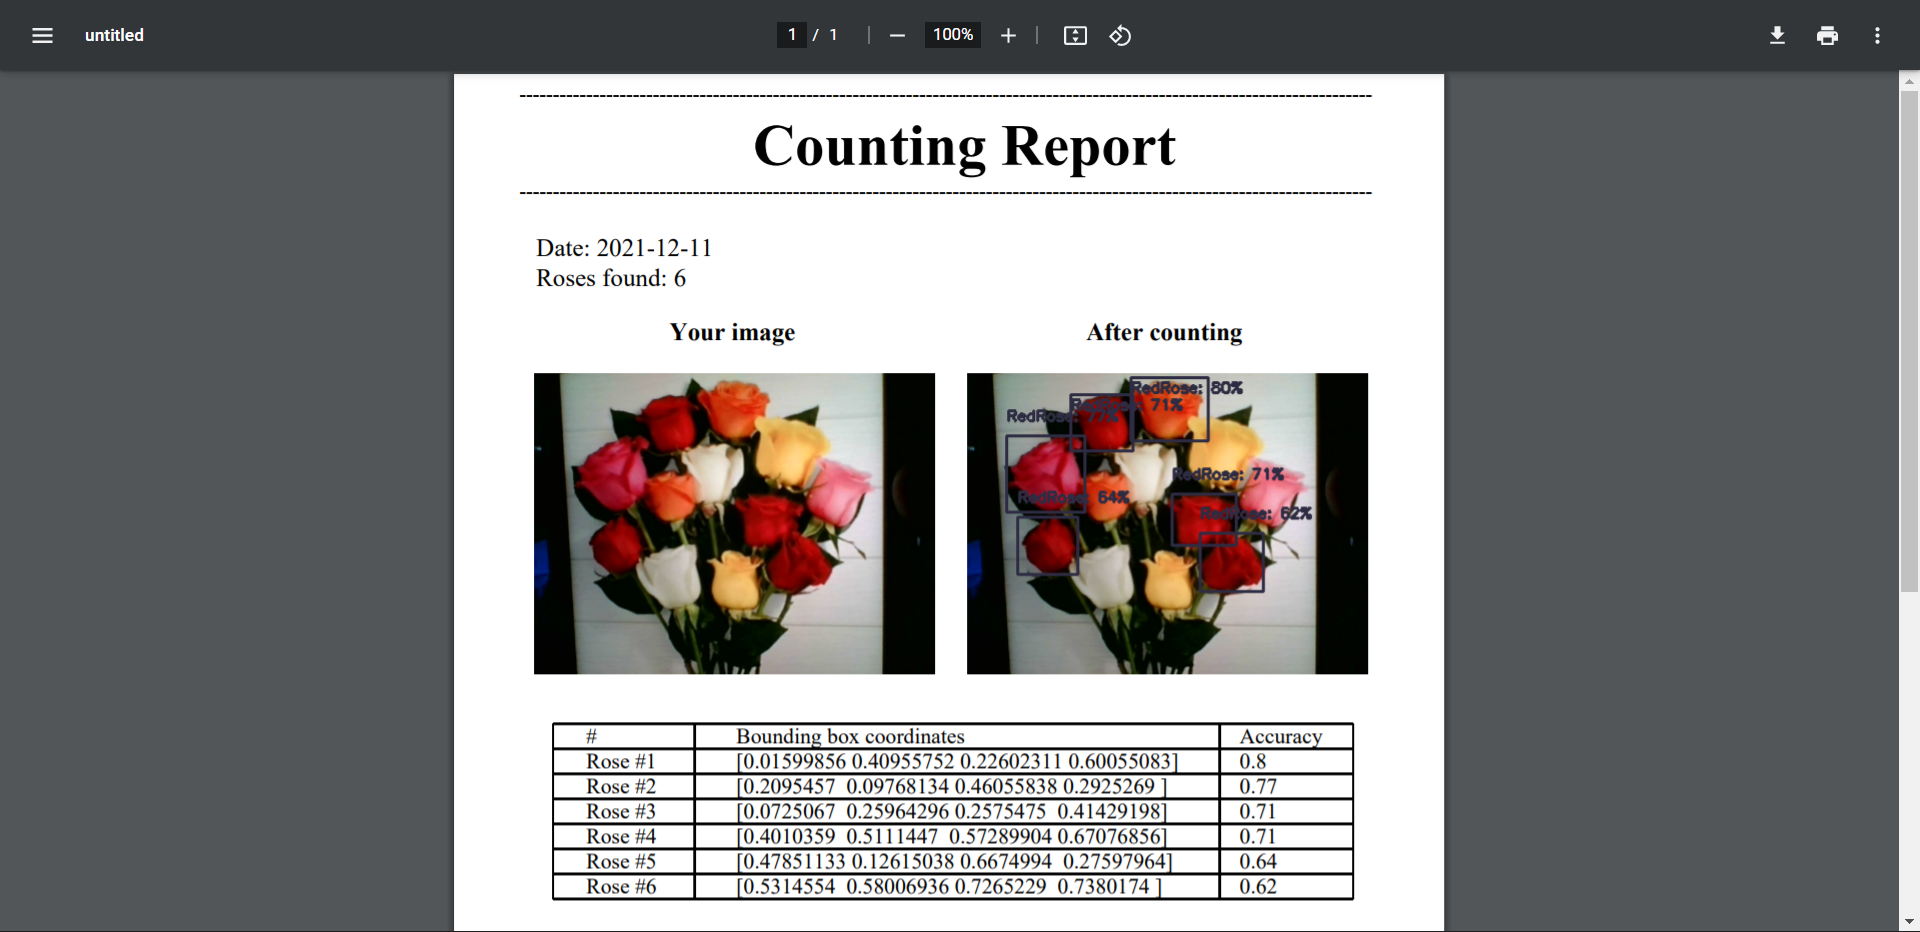 untitled
1 / 1
100%
Counting Report
Date: 2021-12-11
Roses found: 6
Your image
After counting
RedRose: 80%
RedRose: 71%
RedRose: 77%
RedRose: 71%
RedRose: 64%
RedRose: 62%
# Bounding box coordinates Accuracy
Rose #1 [0.01599856 0.40955752 0.22602311 0.60055083] 0.8
Rose #2 [0.2095457 0.09768134 0.46055838 0.2925269 ] 0.77
Rose #3 [0.0725067 0.25964296 0.2575475 0.41429198] 0.71
Rose #4 [0.4010359 0.5111447 0.57289904 0.67076856] 0.71
Rose #5 [0.47851133 0.12615038 0.6674994 0.27597964] 0.64
Rose #6 [0.5314554 0.58006936 0.7265229 0.7380174 ] 0.62